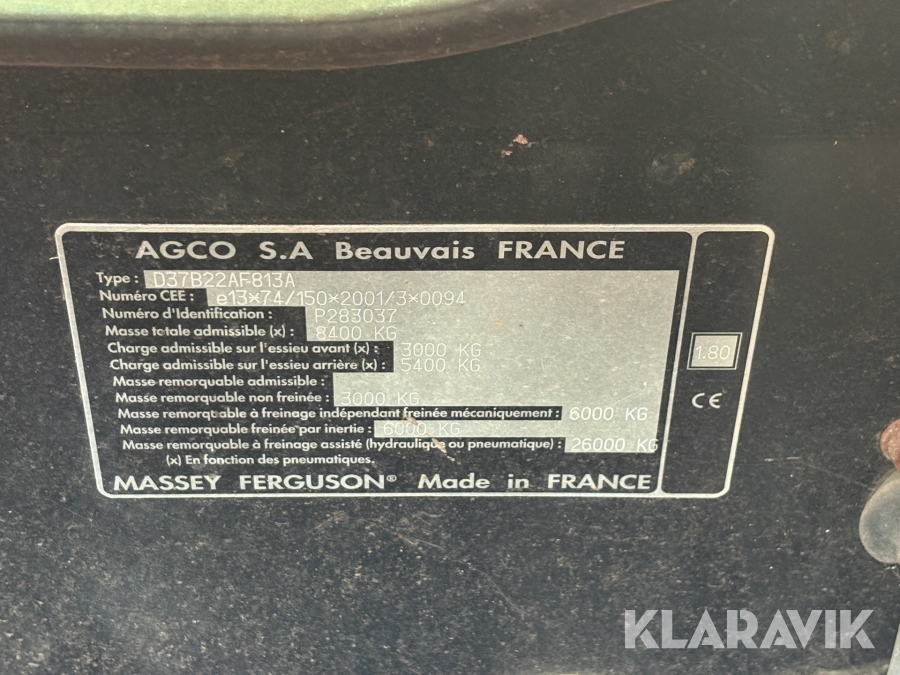 AGCO S.A Beauvais FRANCE
Type : D37B22AF813A
Numéro CEE : e13*74/150*2001/3*0094
Numéro d'Identification : P283037
Masse totale admissible (x) : 8400 KG
Charge admissible sur l'essieu avant (x) : 3000 KG
Charge admissible sur l'essieu arrière (x) : 5400 KG
Masse remorquable admissible :
Masse remorquable non freinée : 3000 KG
Masse remorquable à freinage indépendant freinée mécaniquement : 6000 KG
Masse remorquable freinée par inertie : 6000 KG
Masse remorquable à freinage assisté (hydraulique ou pneumatique) : 26000 KG
(x) En fonction des pneumatiques.
MASSEY FERGUSON® Made in FRANCE
1.80
CE
KLARAVIK